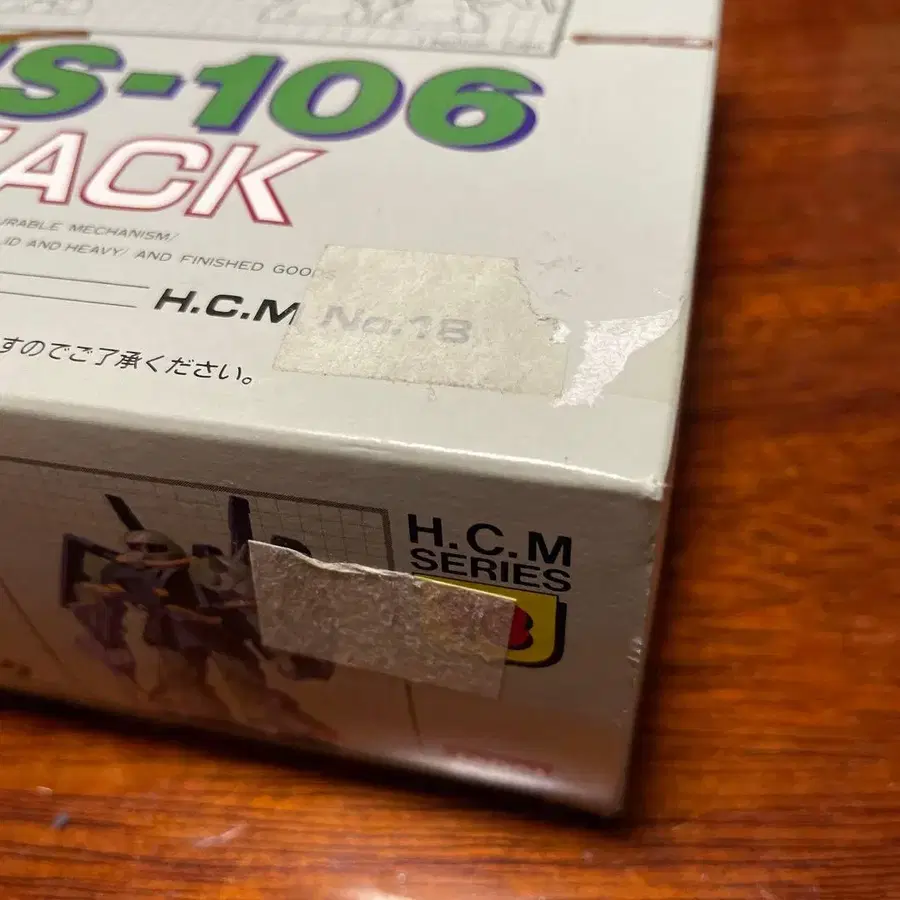 S-106
ACK
URABLE MECHANISM/
ID AND HEAVY/ AND FINISHED GOODS
H.C.M No.18
すのでご了承ください。
H.C.M
SERIES